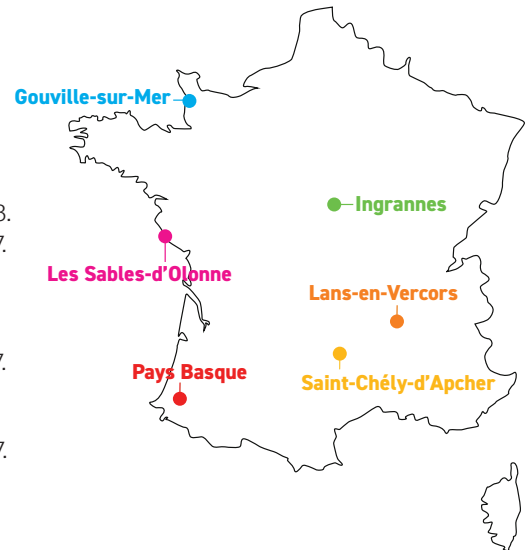 Gouville-sur-Mer
Ingrannes
Les Sables-d'Olonne
Lans-en-Vercors
Pays Basque
Saint-Chély-d'Apcher